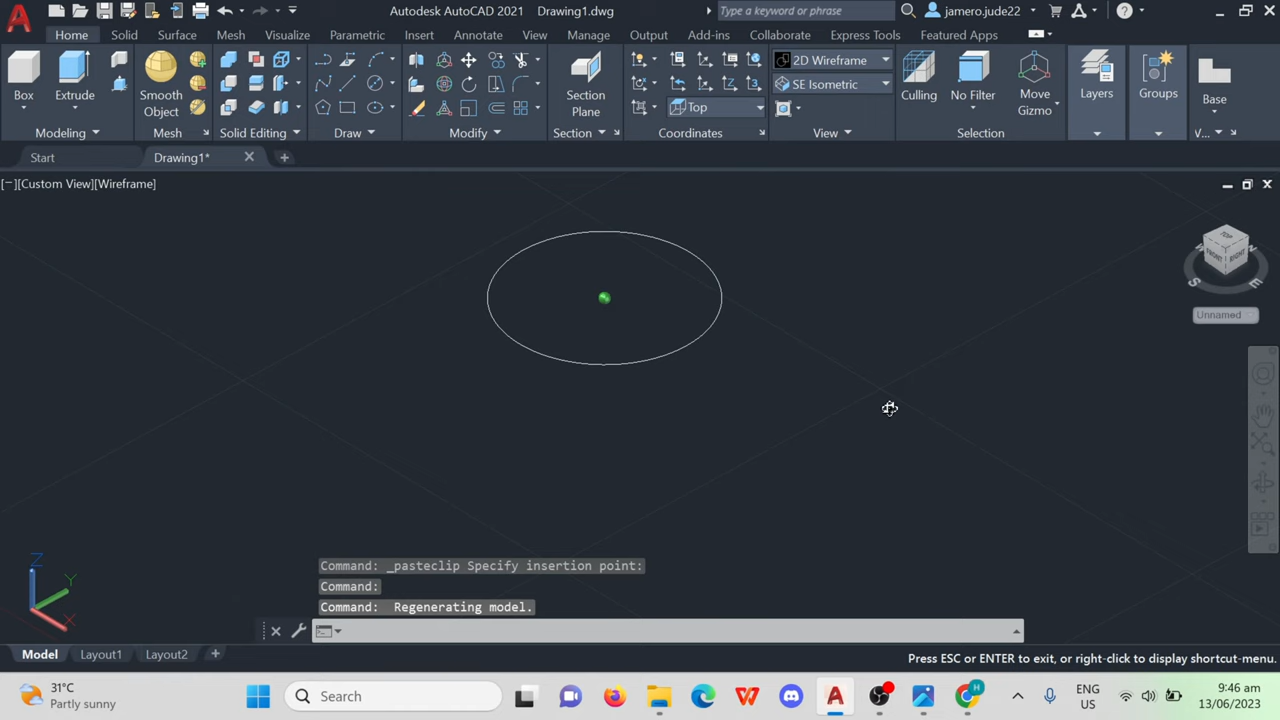 Autodesk AutoCAD 2021 Drawing1.dwg
Type a keyword or phrase
jamero.jude22
Home Solid Surface Mesh Visualize Parametric Insert Annotate View Manage Output Add-ins Collaborate Express Tools Featured Apps
Box
Extrude
Smooth
Object
Section
Plane
Top
2D Wireframe
SE Isometric
Culling
No Filter
Move
Gizmo
Layers
Groups
Base
Modeling
Mesh
Solid Editing
Draw
Modify
Section
Coordinates
View
Selection
V...
Start
Drawing1*
[−][Custom View][Wireframe]
TOP
FRONT
RIGHT
S
E
Unnamed
Z
Y
X
Command: _pasteclip Specify insertion point:
Command:
Command: Regenerating model.
Model Layout1 Layout2
Press ESC or ENTER to exit, or right-click to display shortcut-menu.
31°C
Partly sunny
Search
ENG
US
9:46 am
13/06/2023